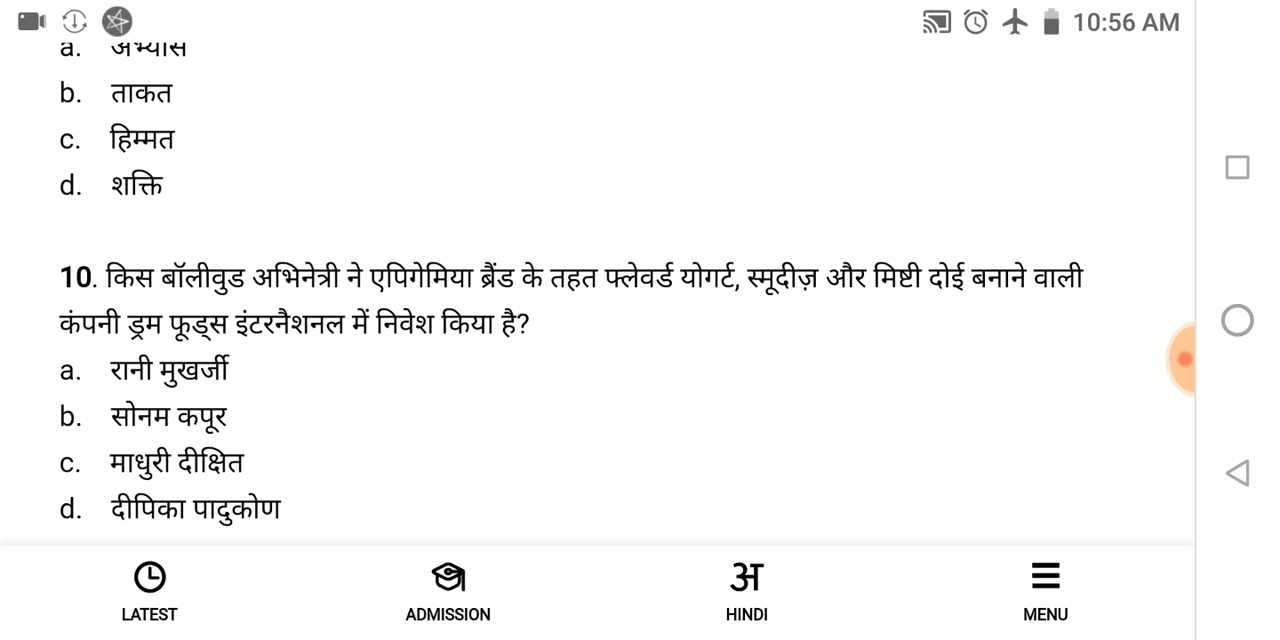 10:56 AM
a. अभ्यास
b. ताकत
c. हिम्मत
d. शक्ति
10. किस बॉलीवुड अभिनेत्री ने एपिगेमिया ब्रैंड के तहत फ्लेवर्ड योगर्ट, स्मूदीज़ और मिष्टी दोई बनाने वाली
कंपनी ड्रम फूड्स इंटरनैशनल में निवेश किया है?
a. रानी मुखर्जी
b. सोनम कपूर
c. माधुरी दीक्षित
d. दीपिका पादुकोण
अ
LATEST ADMISSION HINDI MENU